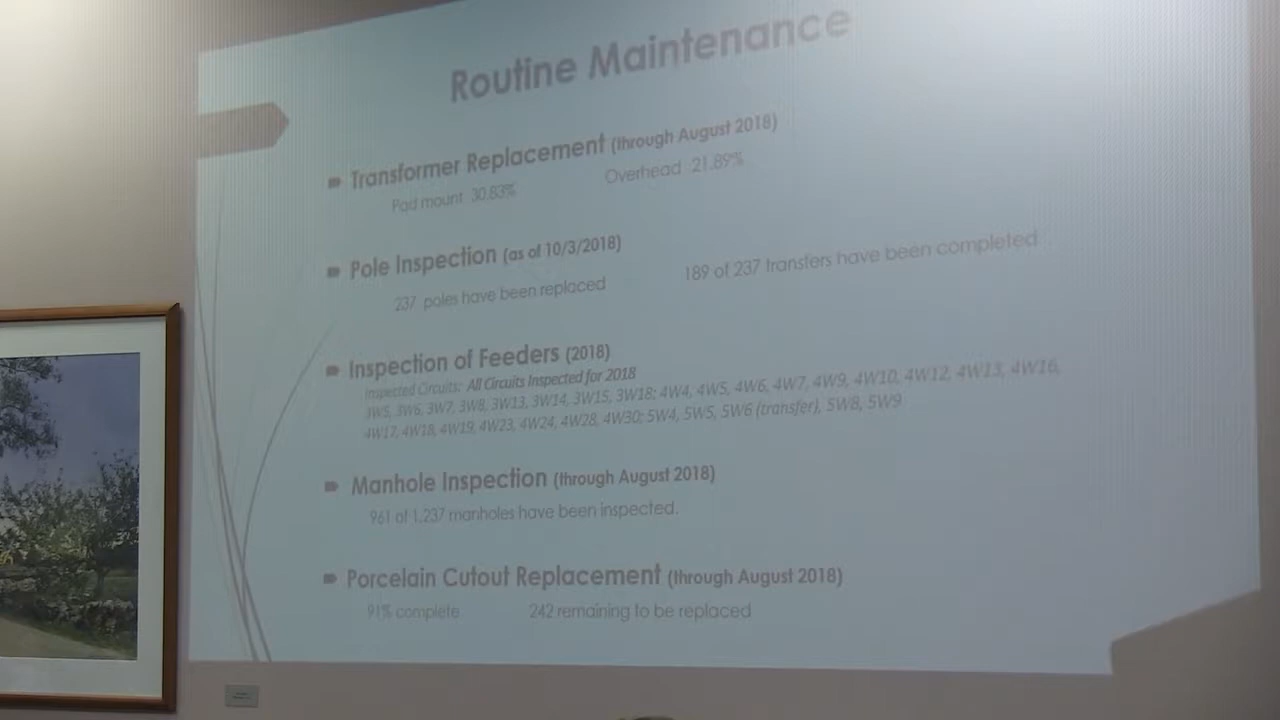 Routine Maintenance
Transformer Replacement (through August 2018)
Pad mount 30.83% Overhead 21.89%
Pole Inspection (as of 10/3/2018)
237 poles have been replaced 189 of 237 transfers have been completed
Inspection of Feeders (2018)
Inspected Circuits: All Circuits Inspected for 2018
3W5, 3W6, 3W7, 3W8, 3W13, 3W14, 3W15, 3W18; 4W4, 4W5, 4W6, 4W7, 4W9, 4W10, 4W12, 4W13, 4W16,
4W17, 4W18, 4W19, 4W23, 4W24, 4W28, 4W30; 5W4, 5W5, 5W6 (transfer), 5W8, 5W9
Manhole Inspection (through August 2018)
961 of 1,237 manholes have been inspected.
Porcelain Cutout Replacement (through August 2018)
91% complete 242 remaining to be replaced